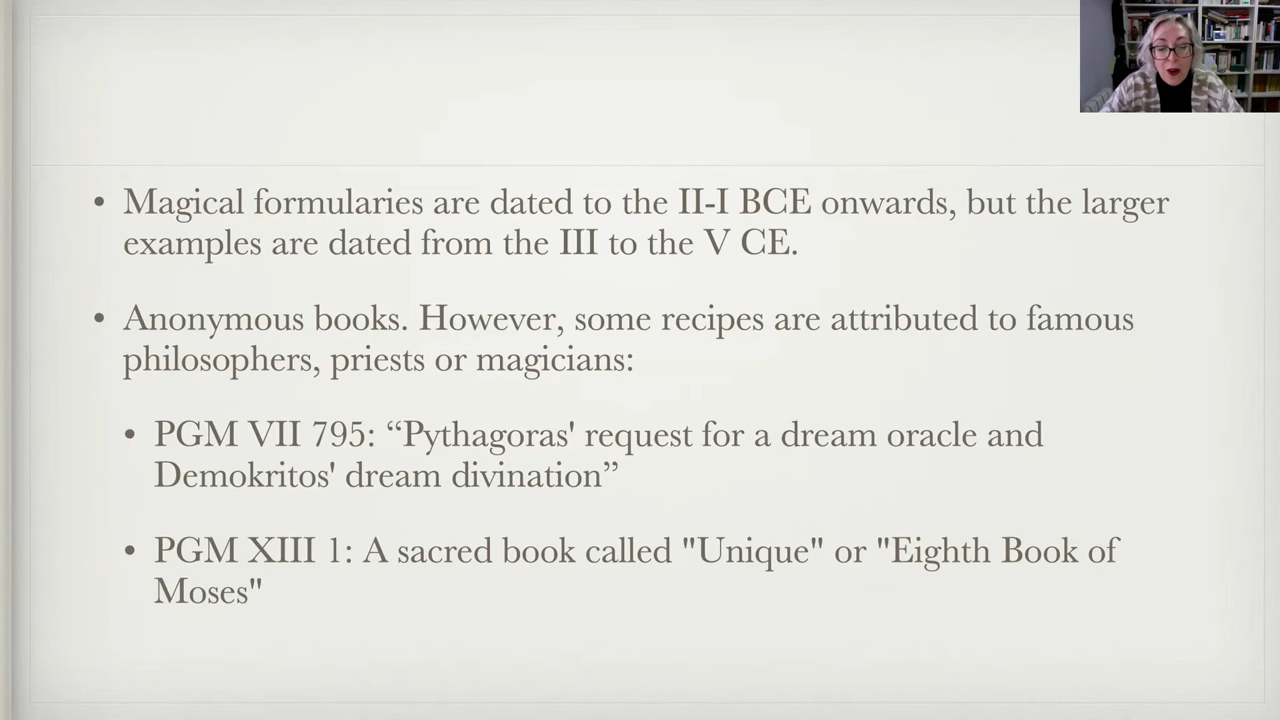 • Magical formularies are dated to the II-I BCE onwards, but the larger
examples are dated from the III to the V CE.
• Anonymous books. However, some recipes are attributed to famous
philosophers, priests or magicians:
• PGM VII 795: “Pythagoras' request for a dream oracle and
Demokritos' dream divination”
• PGM XIII 1: A sacred book called "Unique" or "Eighth Book of
Moses"